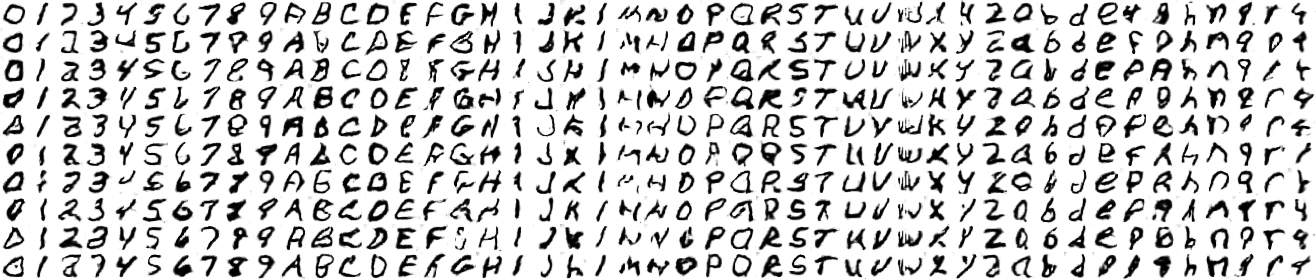 0 1 2 3 4 5 6 7 8 9 A B C D E F G H I J K I M N O P Q R S T U U W X Y 2 a b d e f g h n q r t
0 1 2 3 4 5 6 7 8 9 A B C D E F G H I J K I M N O P Q R S T U V W X Y Z a b d e f g h n q r t
0 1 2 3 4 5 6 7 8 9 A B C D E F G H I J K I M N O P Q R S T U V W X Y Z a b d e f g h n q r t
0 1 2 3 4 5 6 7 8 9 A B C D E F G H I J K I M N O P Q R S T U V W X Y Z a b d e f g h n q r t
0 1 2 3 4 5 6 7 8 9 A B C D E F G H I J K I M N O P Q R S T U V W X Y Z a b d e f g h n q r t
0 1 2 3 4 5 6 7 8 9 A B C D E F G H I J K I M N O P Q R S T U V W X Y Z a b d e f g h n q r t
0 1 2 3 4 5 6 7 8 9 A B C D E F G H I J K I M N O P Q R S T U V W X Y Z a b d e f g h n q r t
0 1 2 3 4 5 6 7 8 9 A B C D E F G H I J K I M N O P Q R S T U V W X Y Z a b d e f g h n q r t
0 1 2 3 4 5 6 7 8 9 A B C D E F G H I J K I M N O P Q R S T U V W X Y Z a b d e f g h n q r t
0 1 2 3 4 5 6 7 8 9 A B C D E F G H I J K I M N O P Q R S T U V W X Y Z a b d e f g h n q r t